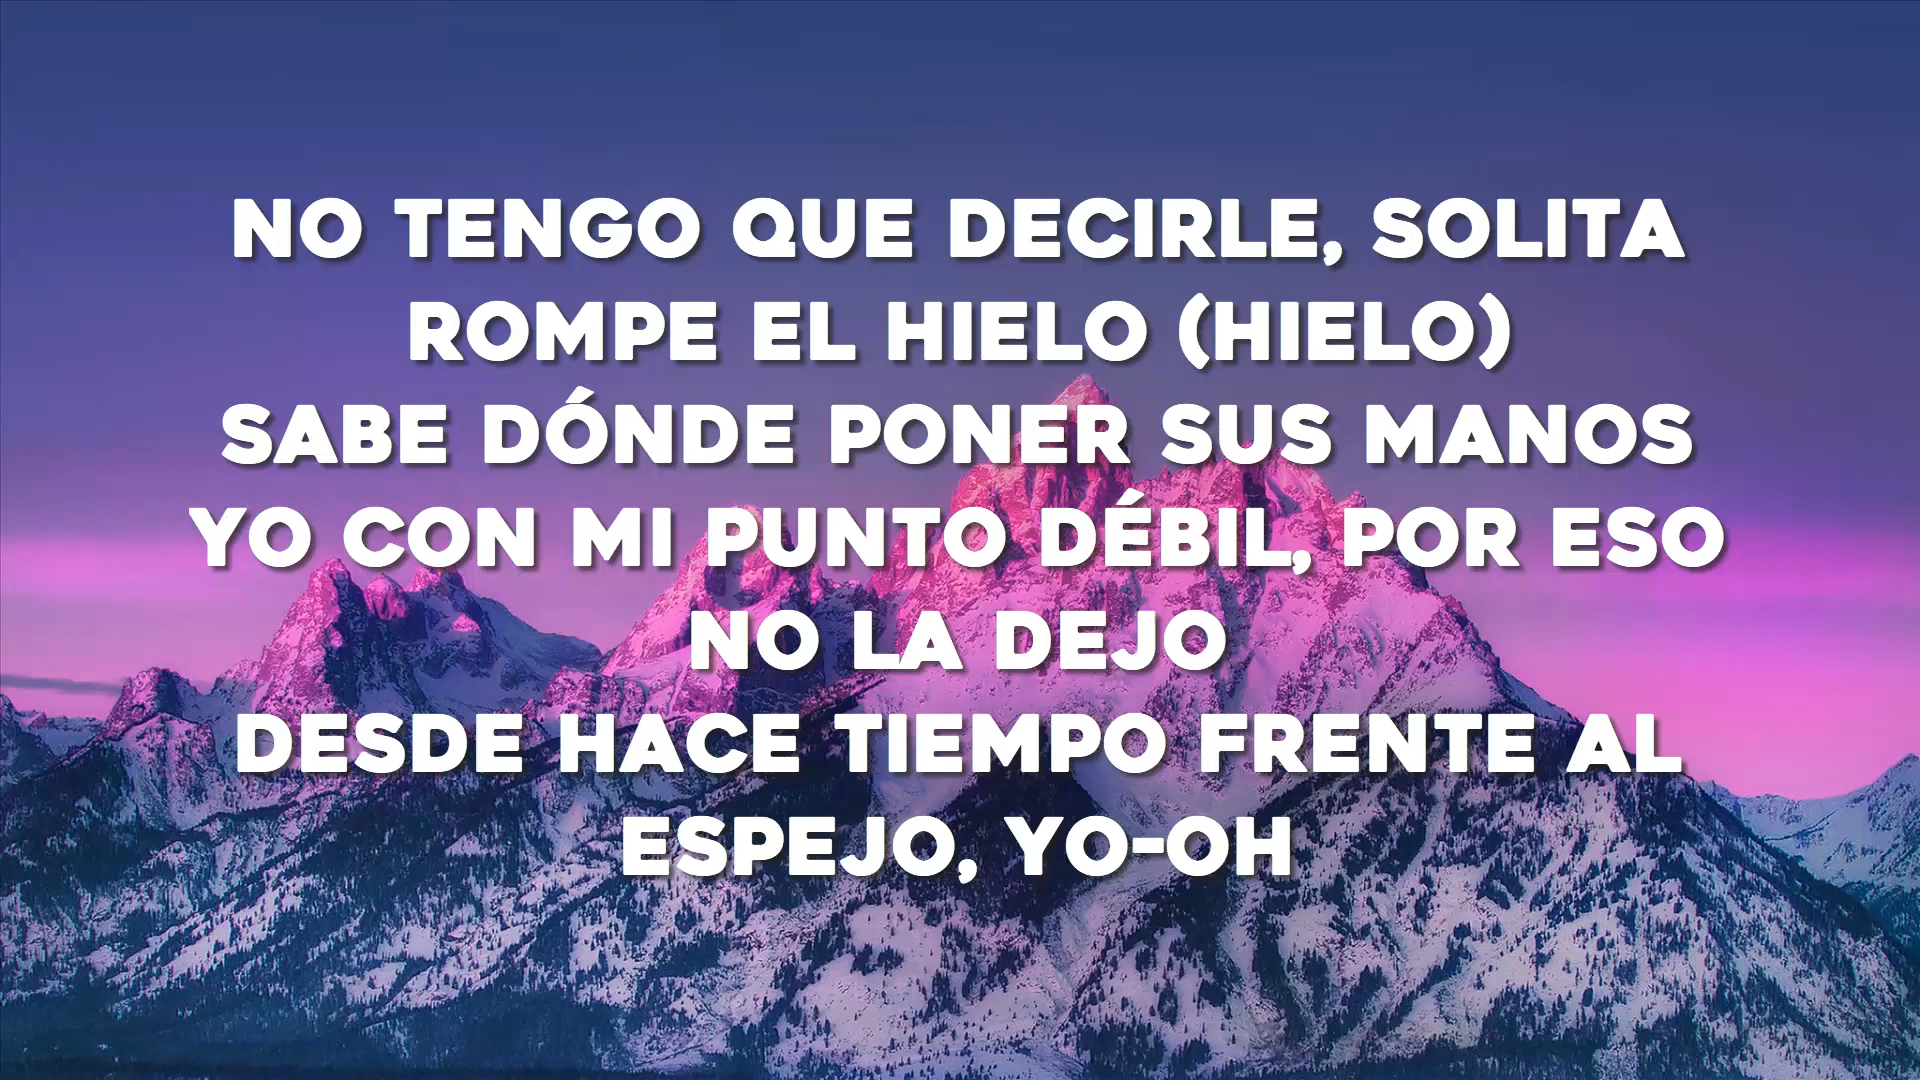 NO TENGO QUE DECIRLE, SOLITA
ROMPE EL HIELO (HIELO)
SABE DÓNDE PONER SUS MANOS
YO CON MI PUNTO DÉBIL, POR ESO
NO LA DEJO
DESDE HACE TIEMPO FRENTE AL
ESPEJO, YO-OH